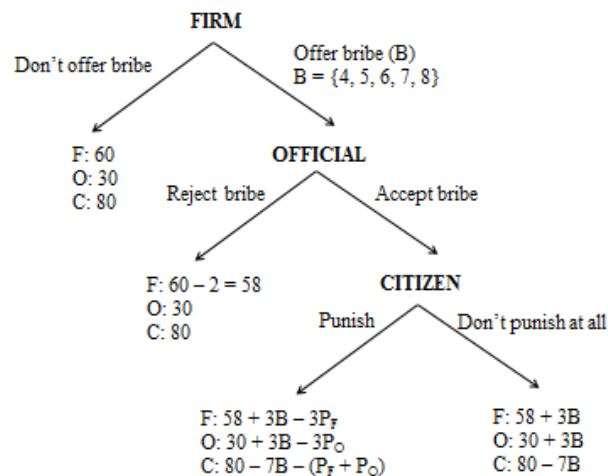 FIRM
Don't offer bribe
Offer bribe (B)
B = {4, 5, 6, 7, 8}
F: 60
O: 30
C: 80
OFFICIAL
Reject bribe
Accept bribe
F: 60 – 2 = 58
O: 30
C: 80
CITIZEN
Punish
Don't punish at all
F: 58 + 3B – 3P_F
O: 30 + 3B – 3P_O
C: 80 – 7B – (P_F + P_O)
F: 58 + 3B
O: 30 + 3B
C: 80 – 7B